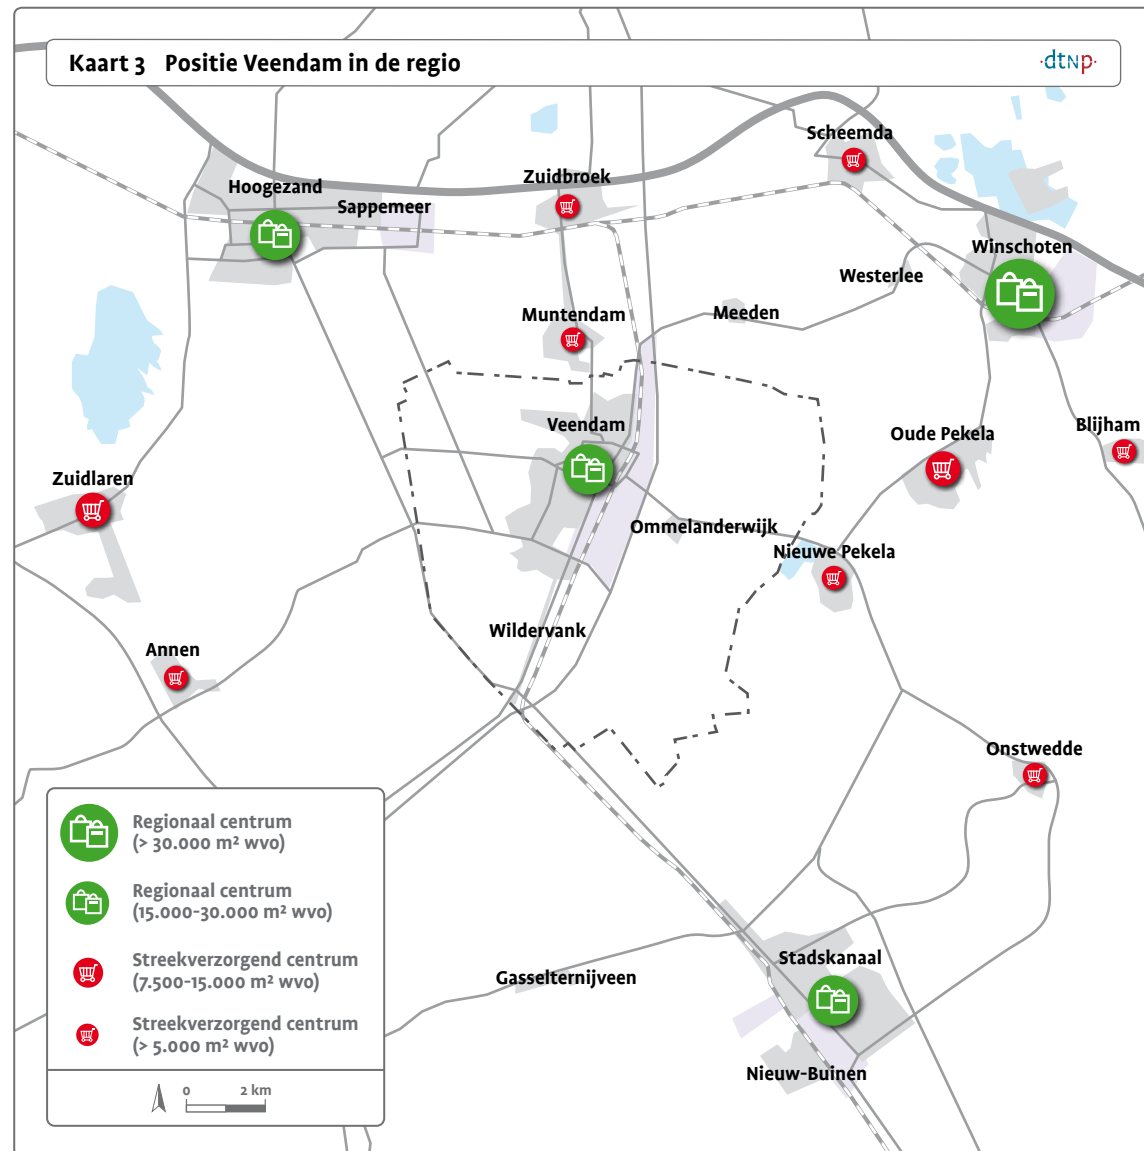 Kaart 3 Positie Veendam in de regio
·dtNp·
Scheemda
Zuidbroek
Hoogezand
Sappemeer
Winschoten
Westerlee
Meeden
Muntendam
Veendam
Blijham
Oude Pekela
Zuidlaren
Ommelanderwijk
Nieuwe Pekela
Wildervank
Annen
Onstwedde
Stadskanaal
Gasselternijveen
Nieuw-Buinen
Regionaal centrum
(> 30.000 m² wvo)
Regionaal centrum
(15.000-30.000 m² wvo)
Streekverzorgend centrum
(7.500-15.000 m² wvo)
Streekverzorgend centrum
(> 5.000 m² wvo)
0 2 km